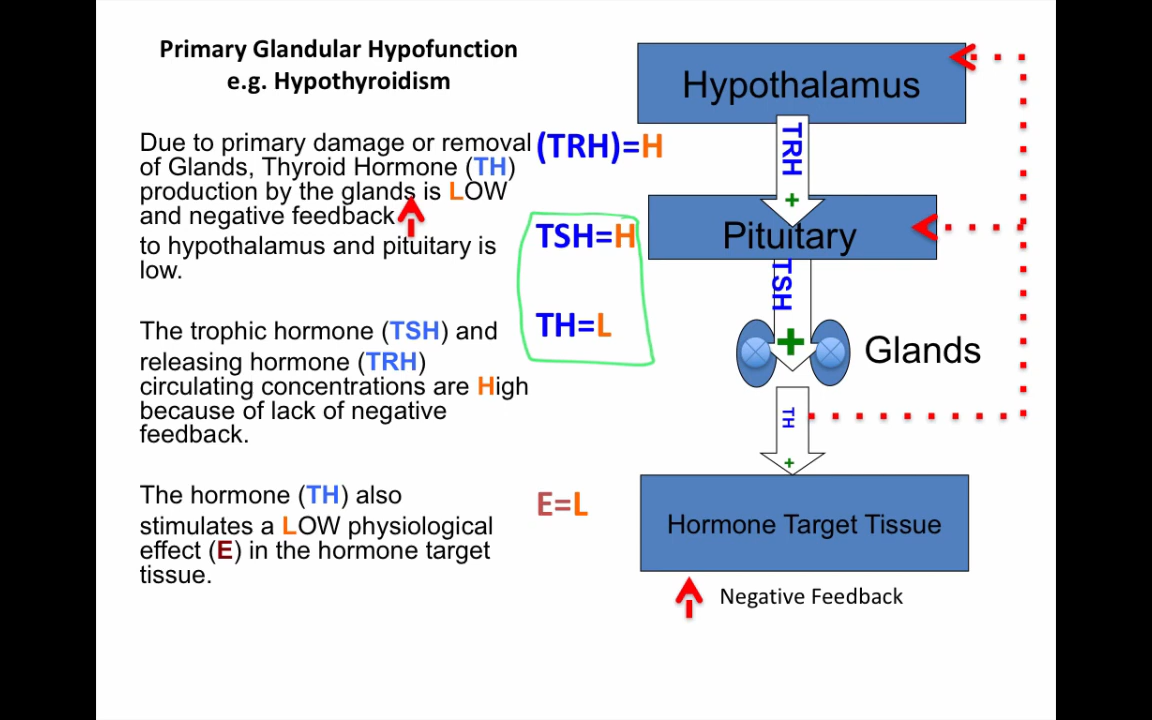 Primary Glandular Hypofunction
e.g. Hypothyroidism
Due to primary damage or removal
of Glands, Thyroid Hormone (TH)
production by the glands is LOW
and negative feedback
to hypothalamus and pituitary is
low.
The trophic hormone (TSH) and
releasing hormone (TRH)
circulating concentrations are High
because of lack of negative
feedback.
The hormone (TH) also
stimulates a LOW physiological
effect (E) in the hormone target
tissue.
(TRH)=H
TSH=H
TH=L
E=L
Hypothalamus
TRH
+
Pituitary
TSH
+
Glands
TH
+
Hormone Target Tissue
Negative Feedback